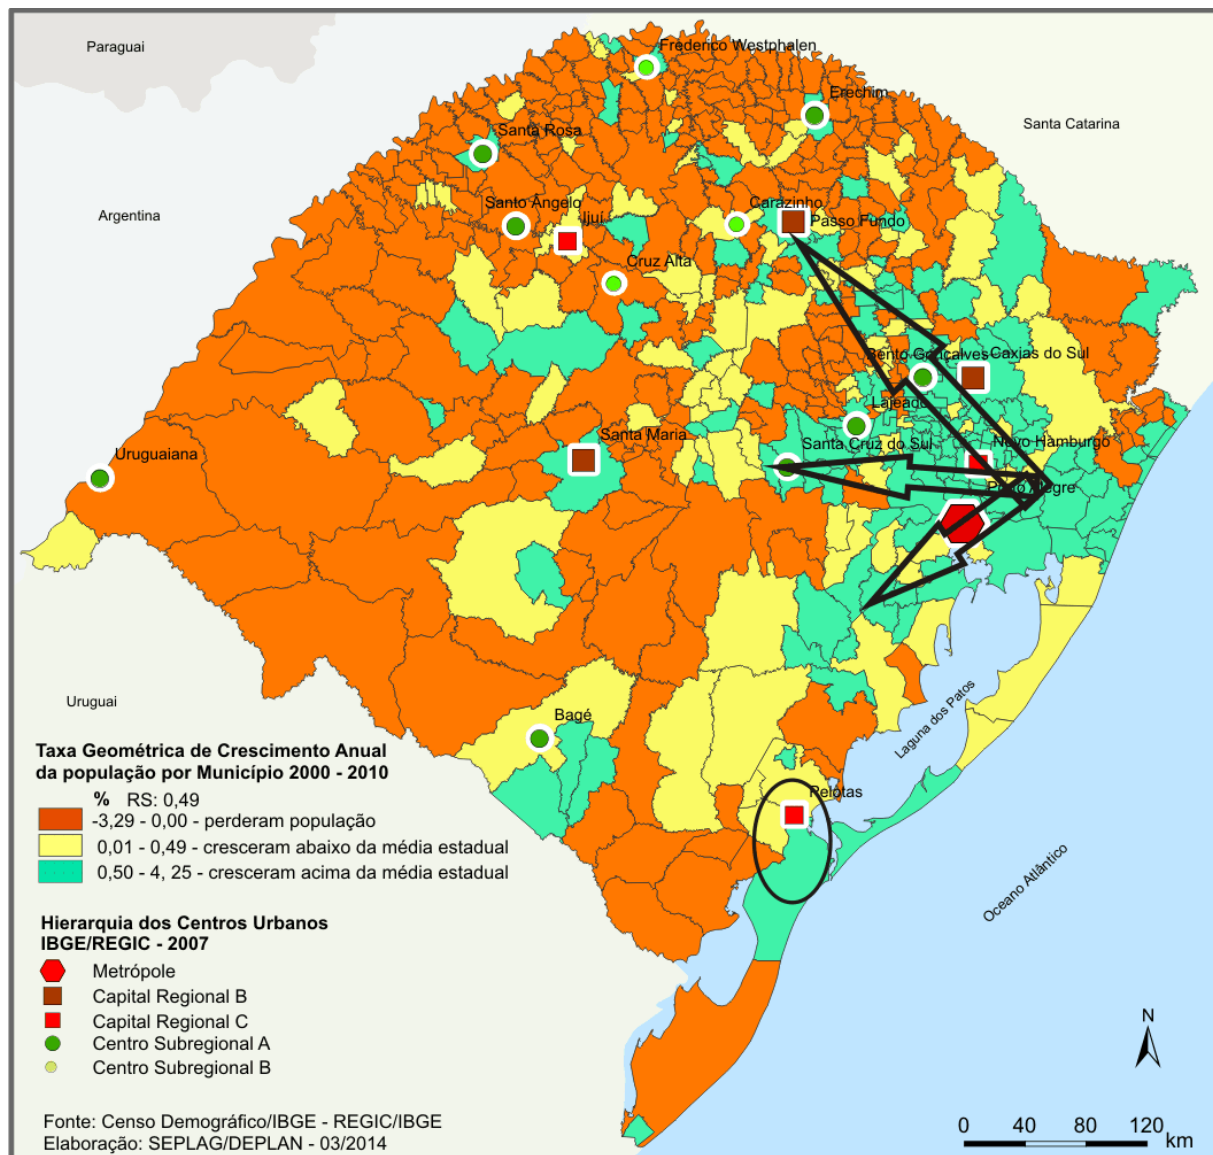 Paraguai
Frederico Westphalen
Erechim
Santa Catarina
Santa Rosa
Argentina
Santo Angelo
Ijuí
Carazinho
Passo Fundo
Cruz Alta
Bento Gonçalves
Caxias do Sul
Lajeado
Santa Maria
Santa Cruz do Sul
Novo Hamburgo
Uruguaiana
Porto Alegre
Uruguai
Bagé
Laguna dos Patos
Pelotas
Oceano Atlântico
Taxa Geométrica de Crescimento Anual
da população por Município 2000 - 2010
% RS: 0,49
-3,29 - 0,00 - perderam população
0,01 - 0,49 - cresceram abaixo da média estadual
0,50 - 4, 25 - cresceram acima da média estadual
Hierarquia dos Centros Urbanos
IBGE/REGIC - 2007
Metrópole
Capital Regional B
Capital Regional C
Centro Subregional A
Centro Subregional B
N
Fonte: Censo Demográfico/IBGE - REGIC/IBGE
Elaboração: SEPLAG/DEPLAN - 03/2014
0 40 80 120
km